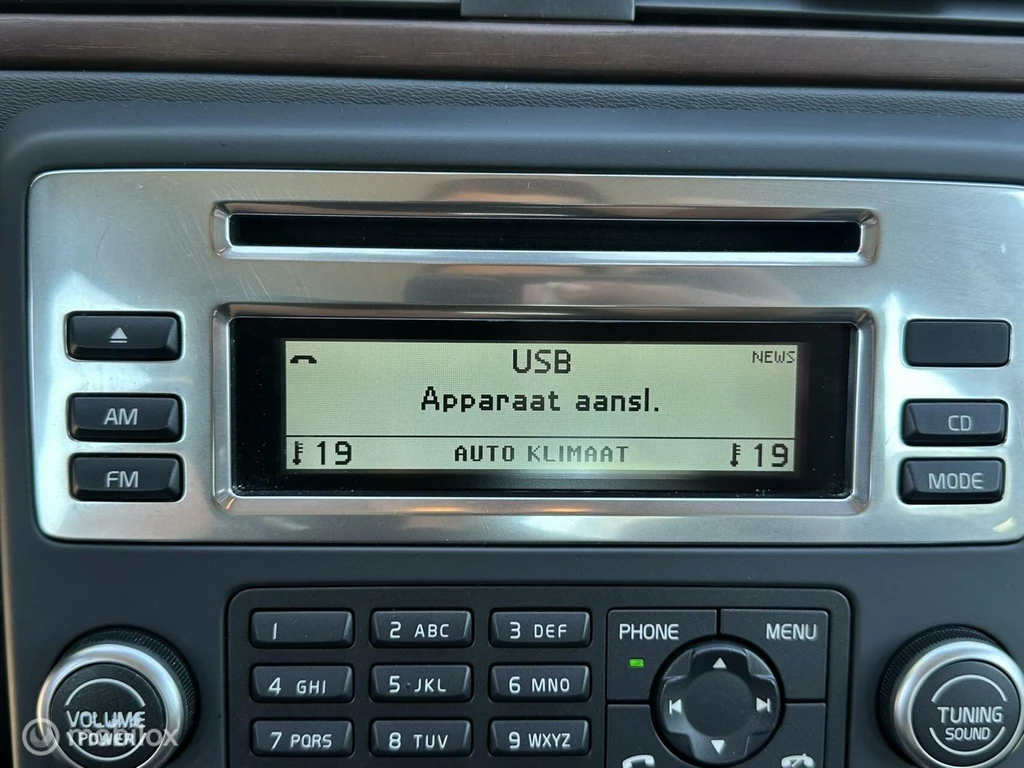 USB
NEWS
Apparaat aansl.
19 AUTO KLIMAAT 19
AM
FM
CD
MODE
1
2 ABC
3 DEF
4 GHI
5 JKL
6 MNO
7 PQRS
8 TUV
9 WXYZ
PHONE
MENU
VOLUME
POWER
TUNING
SOUND